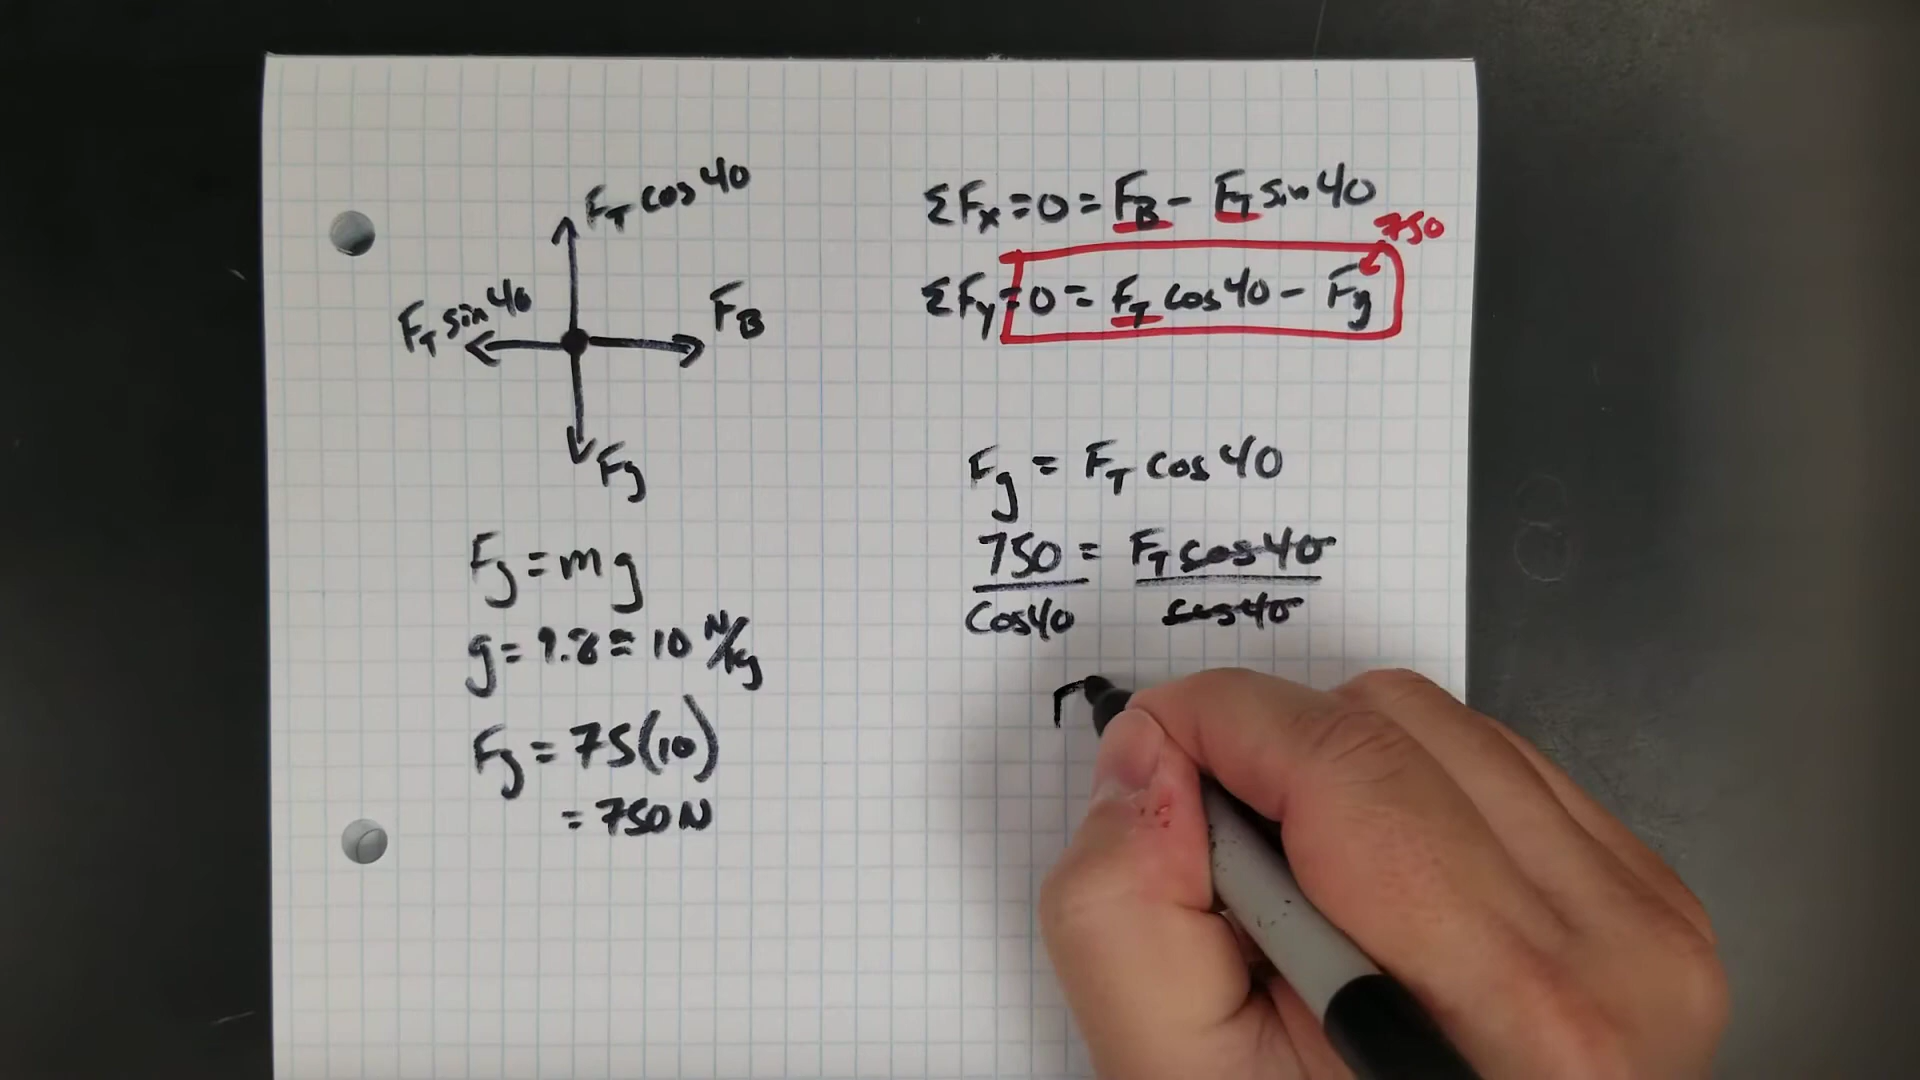 F_T cos 40
F_T sin 40
F_B
F_g
F_g = mg
g = 9.8 = 10 N/kg
F_g = 75(10)
= 750 N
ΣF_x = 0 = F_B - F_T sin 40
750
ΣF_y = 0 = F_T cos 40 - F_g
F_g = F_T cos 40
750 = F_T cos 40
cos 40 cos 40